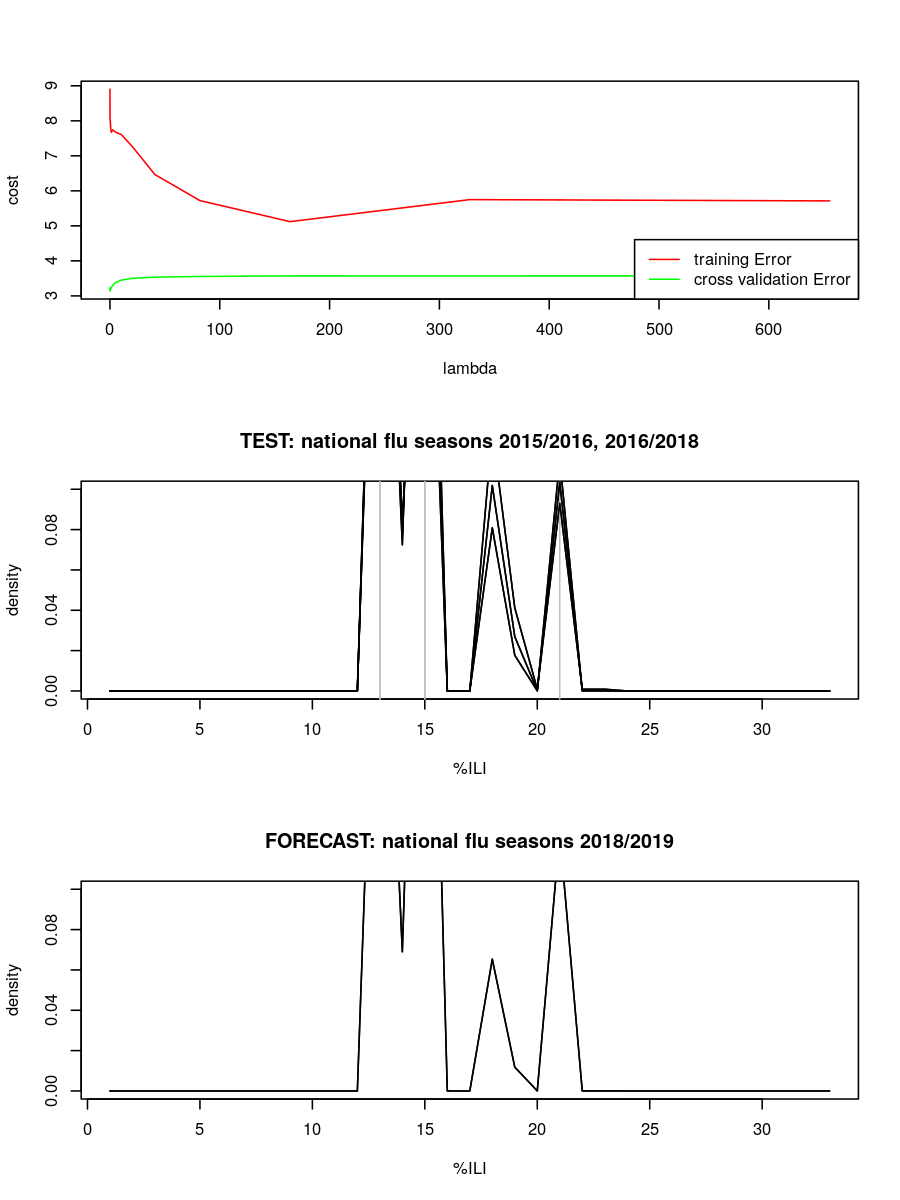 cost
3 4 5 6 7 8 9
training Error
cross validation Error
0 100 200 300 400 500 600
lambda
TEST: national flu seasons 2015/2016, 2016/2018
density
0.00 0.04 0.08
0 5 10 15 20 25 30
%ILI
FORECAST: national flu seasons 2018/2019
density
0.00 0.04 0.08
0 5 10 15 20 25 30
%ILI